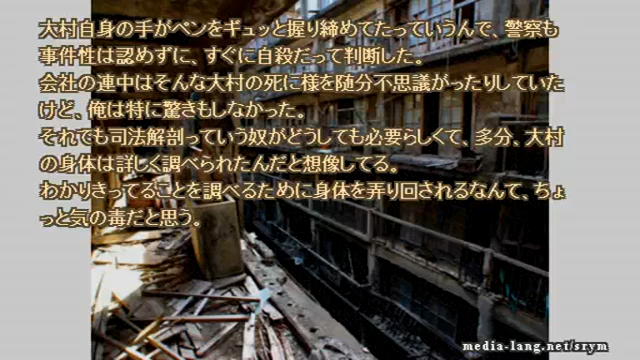 大村自身の手がペンをギュッと握り締めてたっていうんで、警察も
事件性は認めずに、すぐに自殺だって判断した。
会社の連中はそんな大村の死に様を随分不思議がったりしていた
けど、俺は特に驚きもしなかった。
それでも司法解剖っていう奴がどうしても必要らしくて、多分、大村
の身体は詳しく調べられたんだと想像してる。
わかりきってることを調べるために身体を弄り回されるなんて、ちょ
っと気の毒だと思う。
media-lang.net/srym